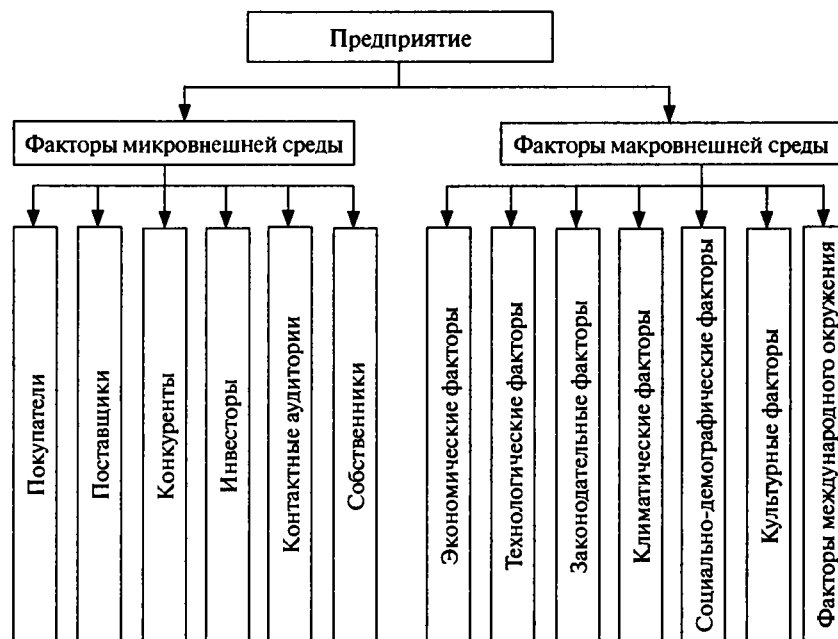 Предприятие
Факторы микровнешней среды
Факторы макровнешней среды
Покупатели
Поставщики
Конкуренты
Инвесторы
Контактные аудитории
Собственники
Экономические факторы
Технологические факторы
Законодательные факторы
Климатические факторы
Социально-демографические факторы
Культурные факторы
Факторы международного окружения